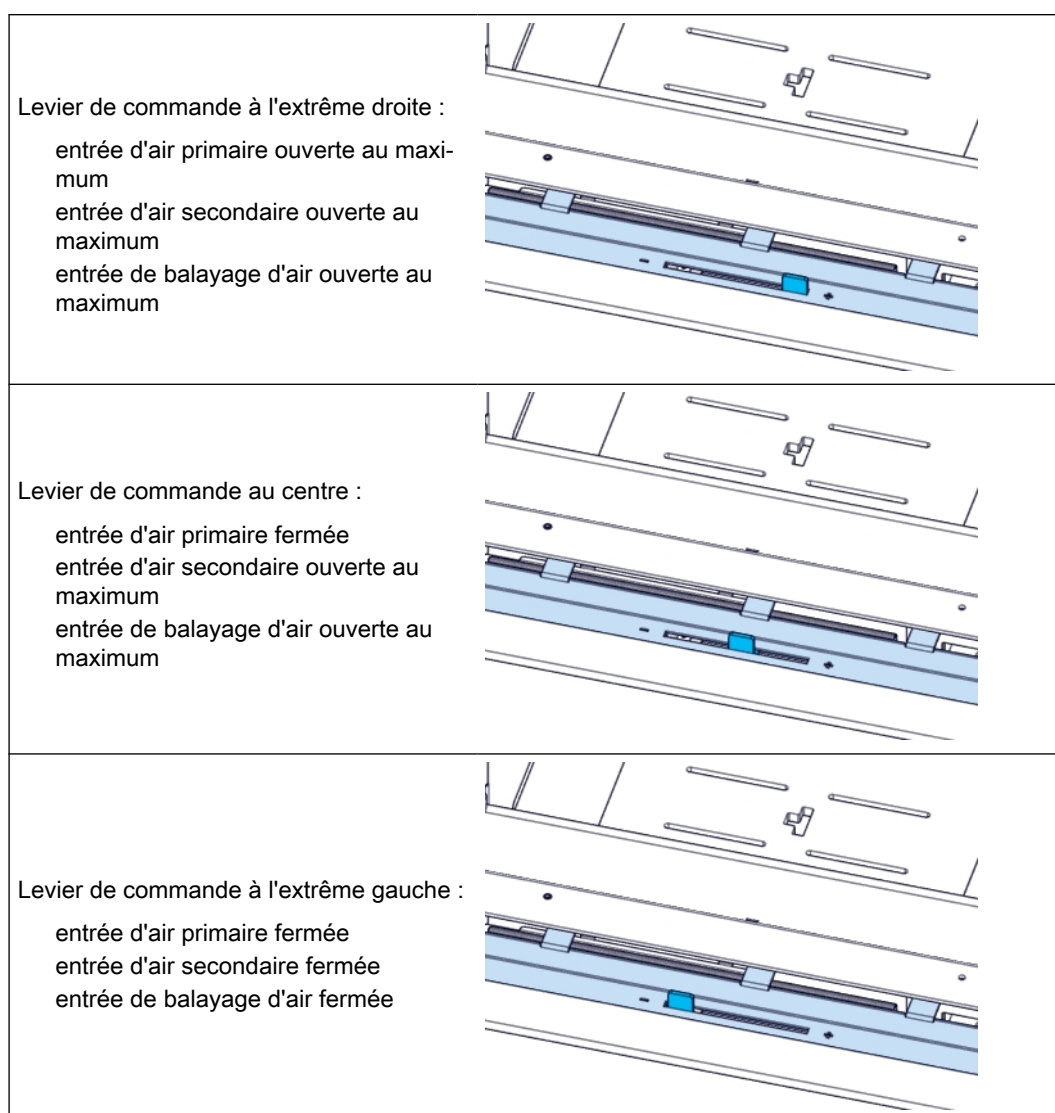 Levier de commande à l'extrême droite :
entrée d'air primaire ouverte au maxi-
mum
entrée d'air secondaire ouverte au
maximum
entrée de balayage d'air ouverte au
maximum
Levier de commande au centre :
entrée d'air primaire fermée
entrée d'air secondaire ouverte au
maximum
entrée de balayage d'air ouverte au
maximum
Levier de commande à l'extrême gauche :
entrée d'air primaire fermée
entrée d'air secondaire fermée
entrée de balayage d'air fermée